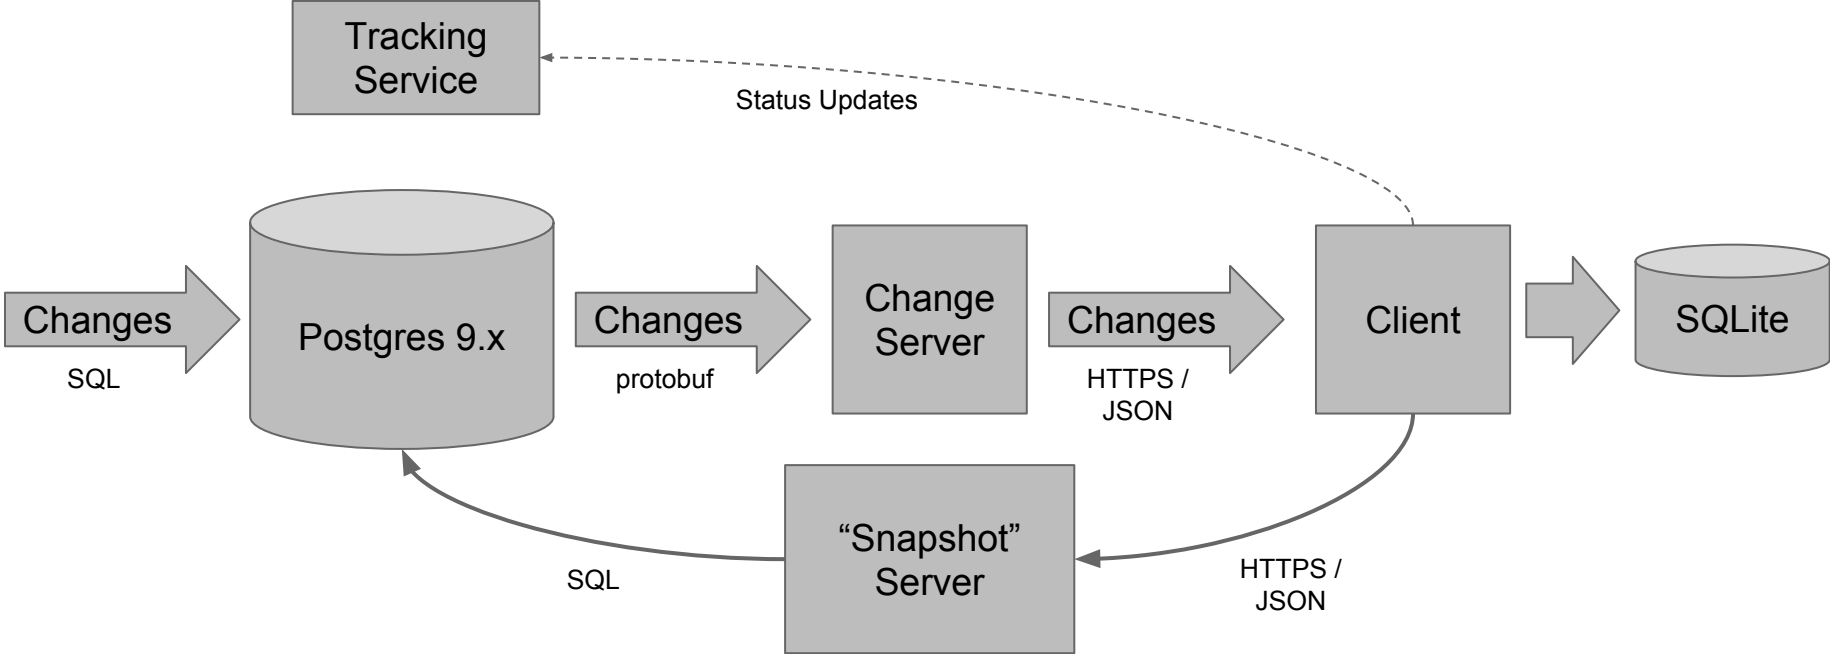 Tracking
Service
Status Updates
Changes
SQL
Postgres 9.x
Changes
protobuf
Change
Server
Changes
HTTPS /
JSON
Client
SQLite
“Snapshot”
Server
SQL
HTTPS /
JSON